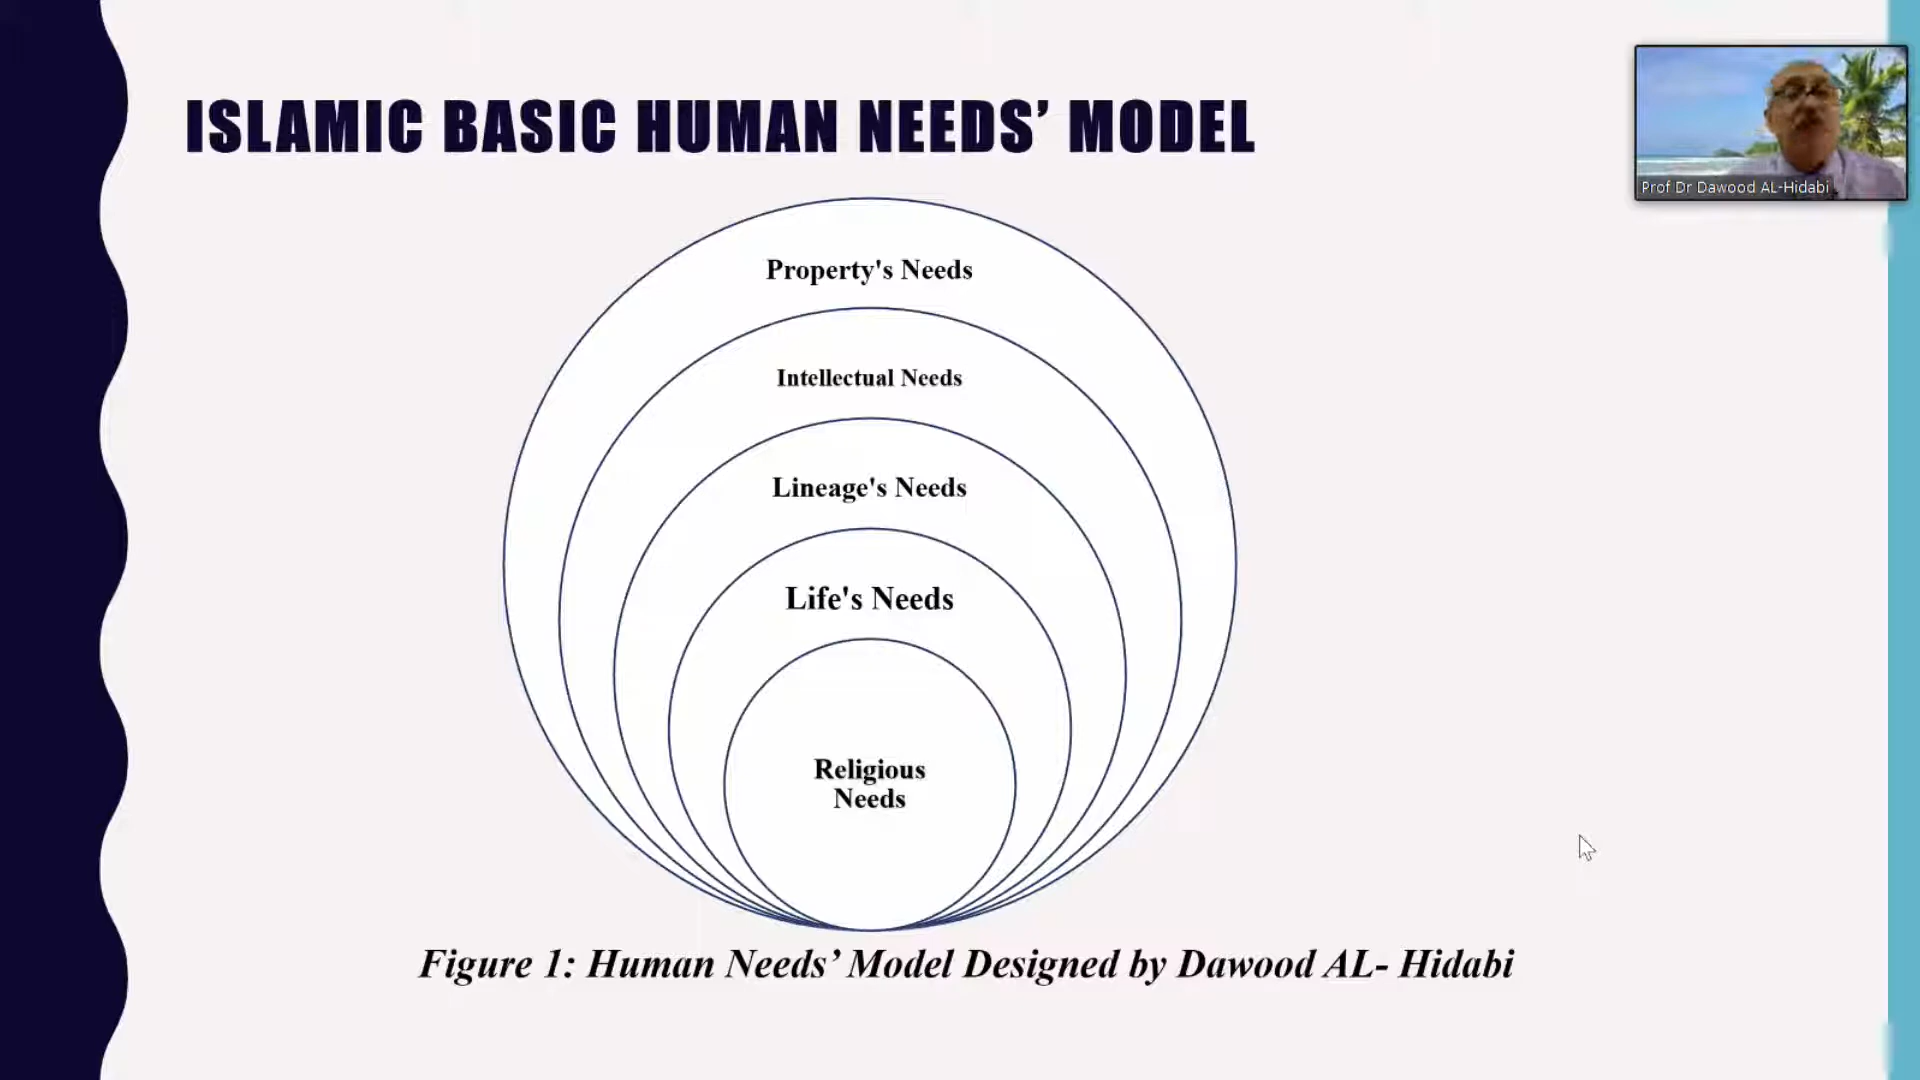 ISLAMIC BASIC HUMAN NEEDS’ MODEL
Prof Dr Dawood AL-Hidabi
Property's Needs
Intellectual Needs
Lineage's Needs
Life's Needs
Religious
Needs
Figure 1: Human Needs’ Model Designed by Dawood AL- Hidabi